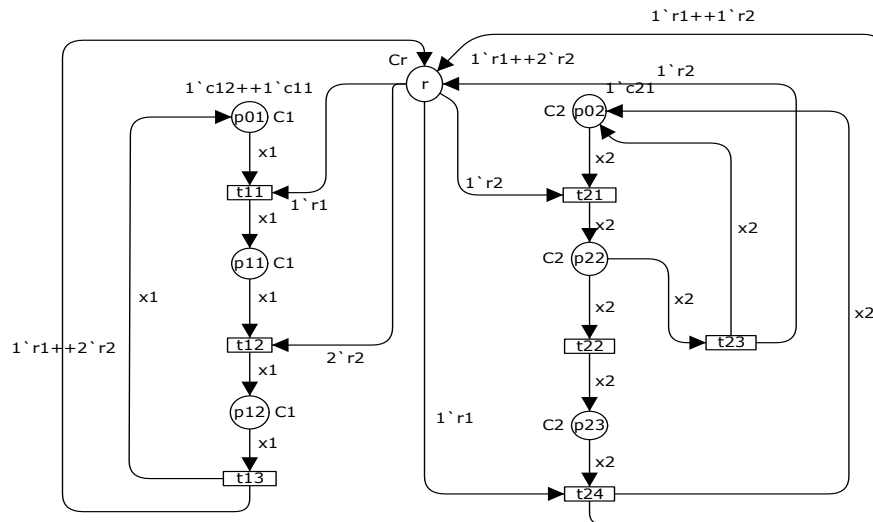 1`r1++1`r2
Cr
1`r1++2`r2
1`r2
r
1`c12++1`c11
1`c21
p01
C1
C2
p02
x1
x2
t11
1`r1
1`r2
t21
x1
x2
x2
p11
C1
C2
p22
x1
x1
x2
x2
x2
1`r1++2`r2
t12
2`r2
t22
t23
x1
x2
p12
C1
1`r1
C2
p23
x1
x2
t13
t24